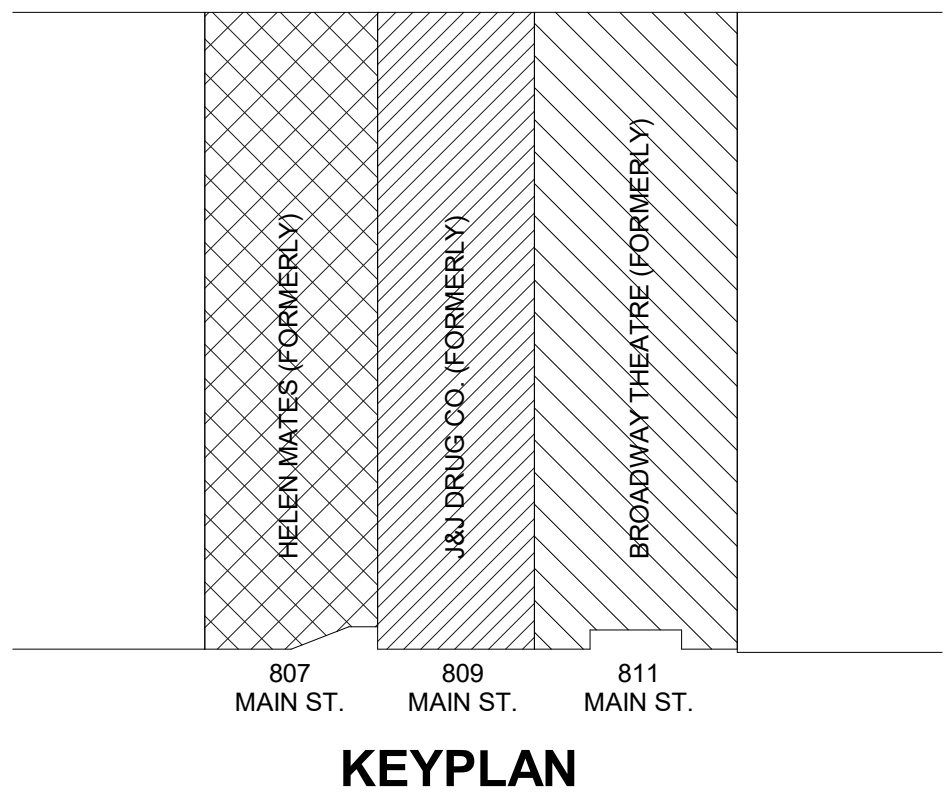 HELEN MATES (FORMERLY)
J&J DRUG CO. (FORMERLY)
BROADWAY THEATRE (FORMERLY)
807
MAIN ST.
809
MAIN ST.
811
MAIN ST.
KEYPLAN